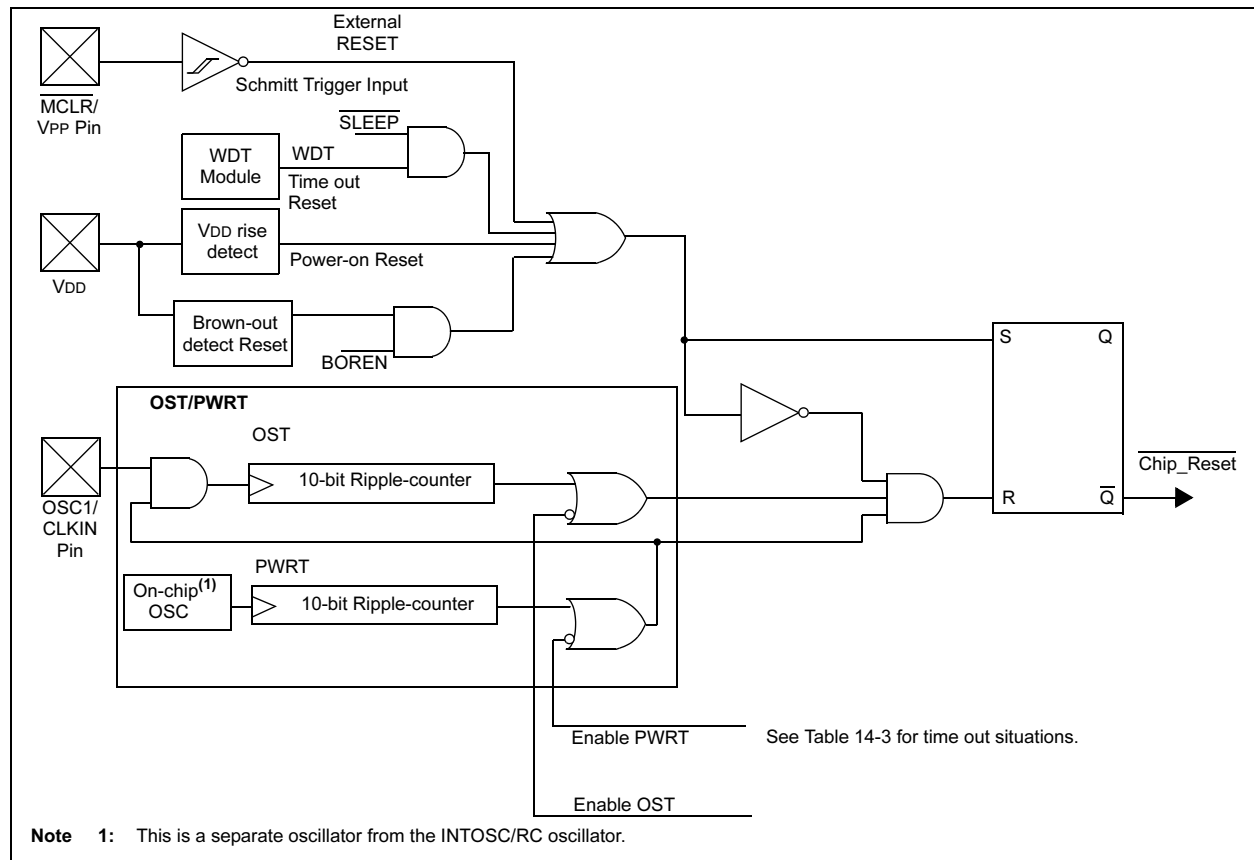 External
RESET
Schmitt Trigger Input
MCLR/
VPP Pin
SLEEP
WDT
Module
WDT
Time out
Reset
VDD rise
detect
Power-on Reset
VDD
Brown-out
detect Reset
BOREN
S Q
OST/PWRT
OST
10-bit Ripple-counter
Chip_Reset
R Q
OSC1/
CLKIN
Pin
PWRT
On-chip(1)
OSC
10-bit Ripple-counter
Enable PWRT
See Table 14-3 for time out situations.
Enable OST
Note 1: This is a separate oscillator from the INTOSC/RC oscillator.